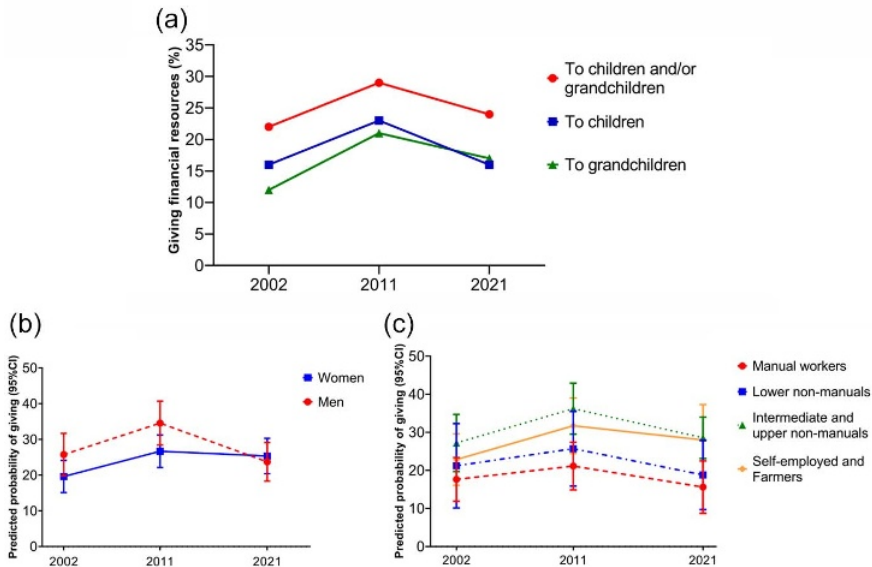 (a)
Giving financial resources (%)
35
30
25
20
15
10
5
0
2002 2011 2021
To children and/or
grandchildren
To children
To grandchildren
(b)
Predicted probability of giving (95%CI)
50
40
30
20
10
0
2002 2011 2021
Women
Men
(c)
Predicted probability of giving (95%CI)
50
40
30
20
10
0
2002 2011 2021
Manual workers
Lower non-manuals
Intermediate and
upper non-manuals
Self-employed and
Farmers